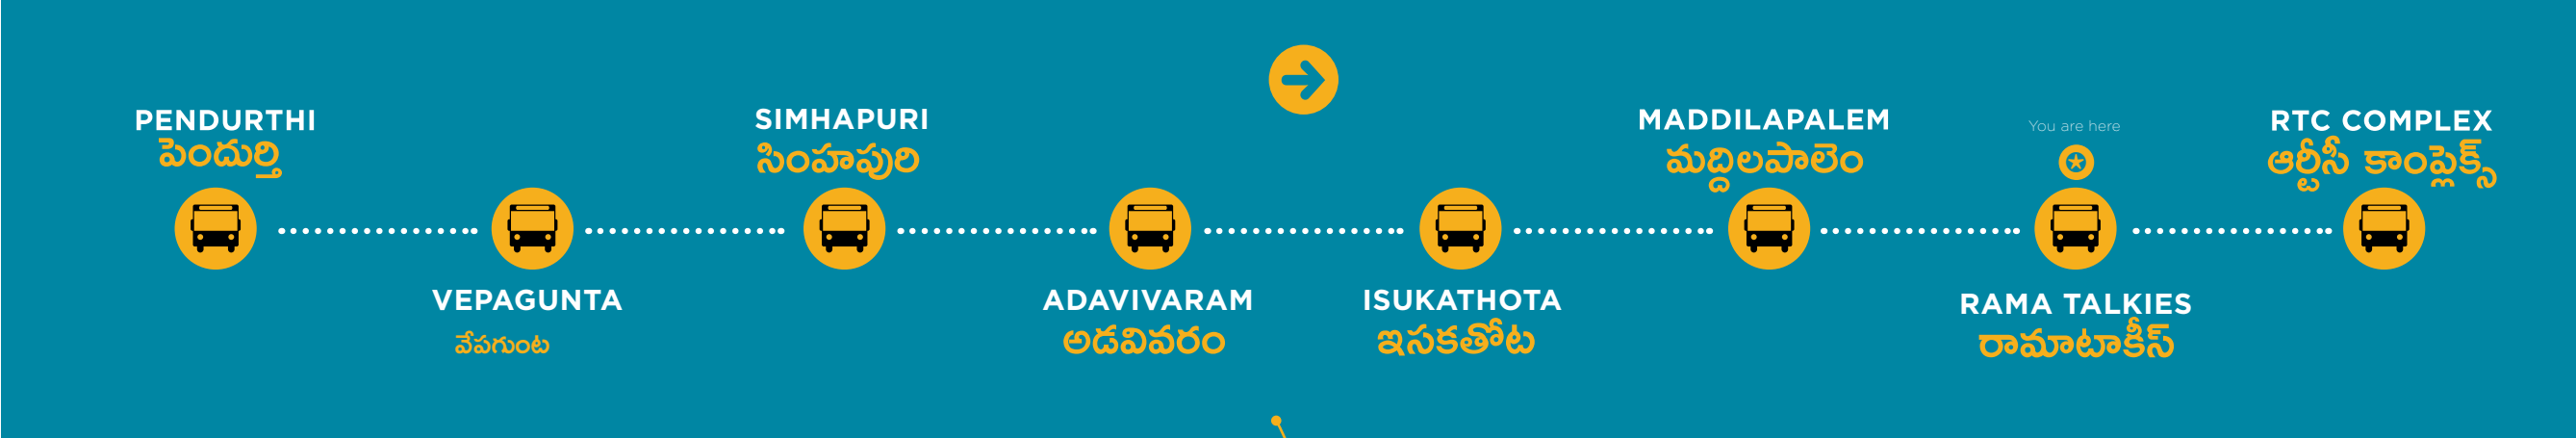 PENDURTHI
పెందుర్తి
VEPAGUNTA
వేపగుంట
SIMHAPURI
సింహపురి
ADAVIVARAM
అడవివరం
ISUKATHOTA
ఇసకతోట
MADDILAPALEM
మద్దిలపాలెం
You are here
RAMA TALKIES
రామాటాకీస్
RTC COMPLEX
ఆర్టీసీ కాంప్లెక్స్